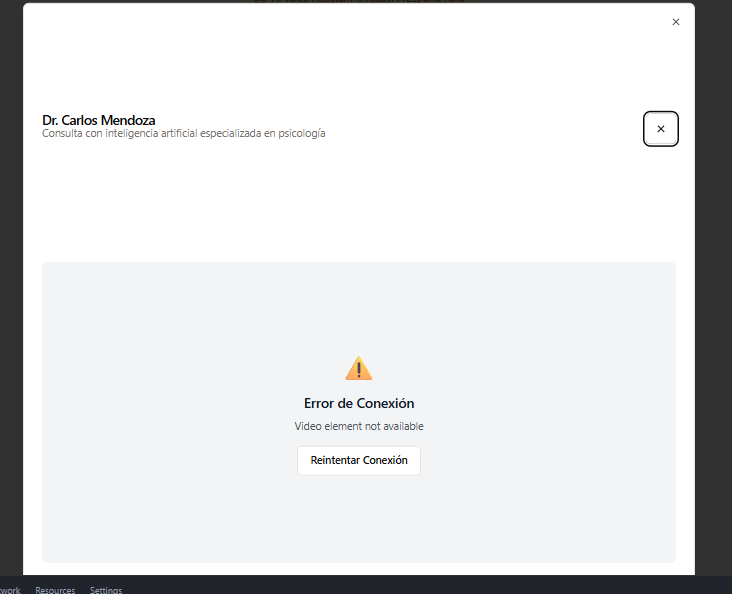 Dr. Carlos Mendoza
Consulta con inteligencia artificial especializada en psicología
Error de Conexión
Video element not available
Reintentar Conexión
Resources Settings